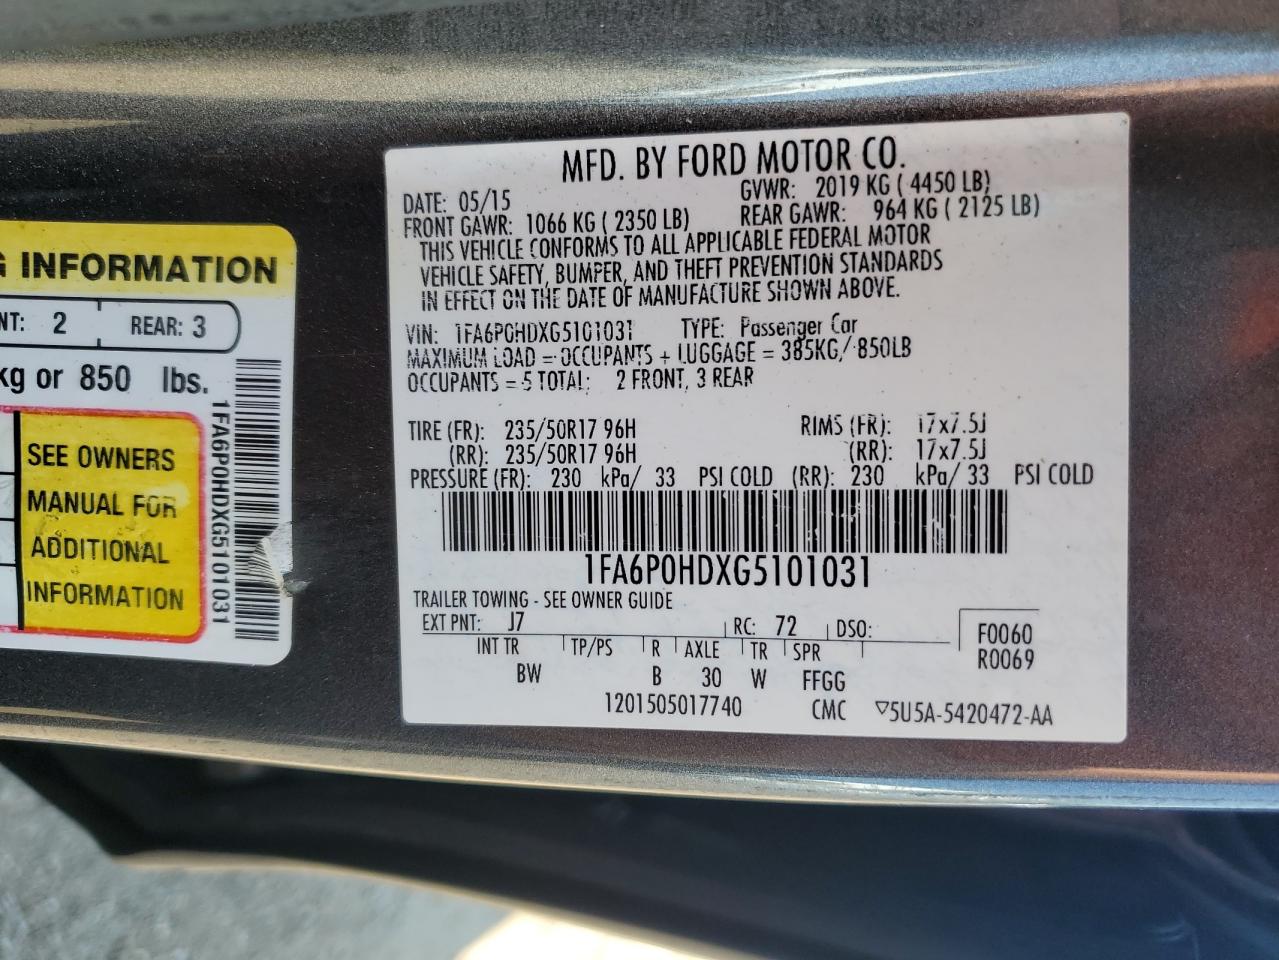 G INFORMATION
NT: 2 REAR: 3
kg or 850 lbs.
SEE OWNERS
MANUAL FOR
ADDITIONAL
INFORMATION
1FA6P0HDXG5101031
MFD. BY FORD MOTOR CO.
DATE: 05/15 GVWR: 2019 KG ( 4450 LB)
FRONT GAWR: 1066 KG ( 2350 LB) REAR GAWR: 964 KG ( 2125 LB)
THIS VEHICLE CONFORMS TO ALL APPLICABLE FEDERAL MOTOR
VEHICLE SAFETY, BUMPER, AND THEFT PREVENTION STANDARDS
IN EFFECT ON THE DATE OF MANUFACTURE SHOWN ABOVE.
VIN: 1FA6P0HDXG5101031 TYPE: Passenger Car
MAXIMUM LOAD = OCCUPANTS + LUGGAGE = 385KG/ 850LB
OCCUPANTS = 5 TOTAL: 2 FRONT, 3 REAR
TIRE (FR): 235/50R17 96H RIMS (FR): 17x7.5J
(RR): 235/50R17 96H (RR): 17x7.5J
PRESSURE (FR): 230 kPa/ 33 PSI COLD (RR): 230 kPa/ 33 PSI COLD
1FA6P0HDXG5101031
TRAILER TOWING - SEE OWNER GUIDE
EXT PNT: J7 RC: 72 DSO: F0060
INT TR TP/PS R AXLE TR SPR R0069
BW B 30 W FFGG
1201505017740 CMC ▽5U5A-5420472-AA